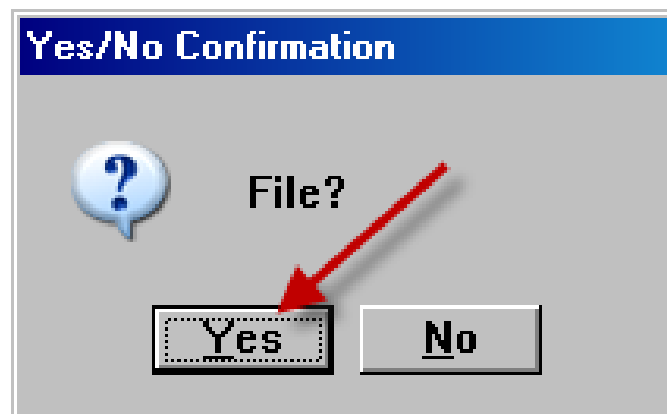 Yes/No Confirmation
?
File?
Yes No